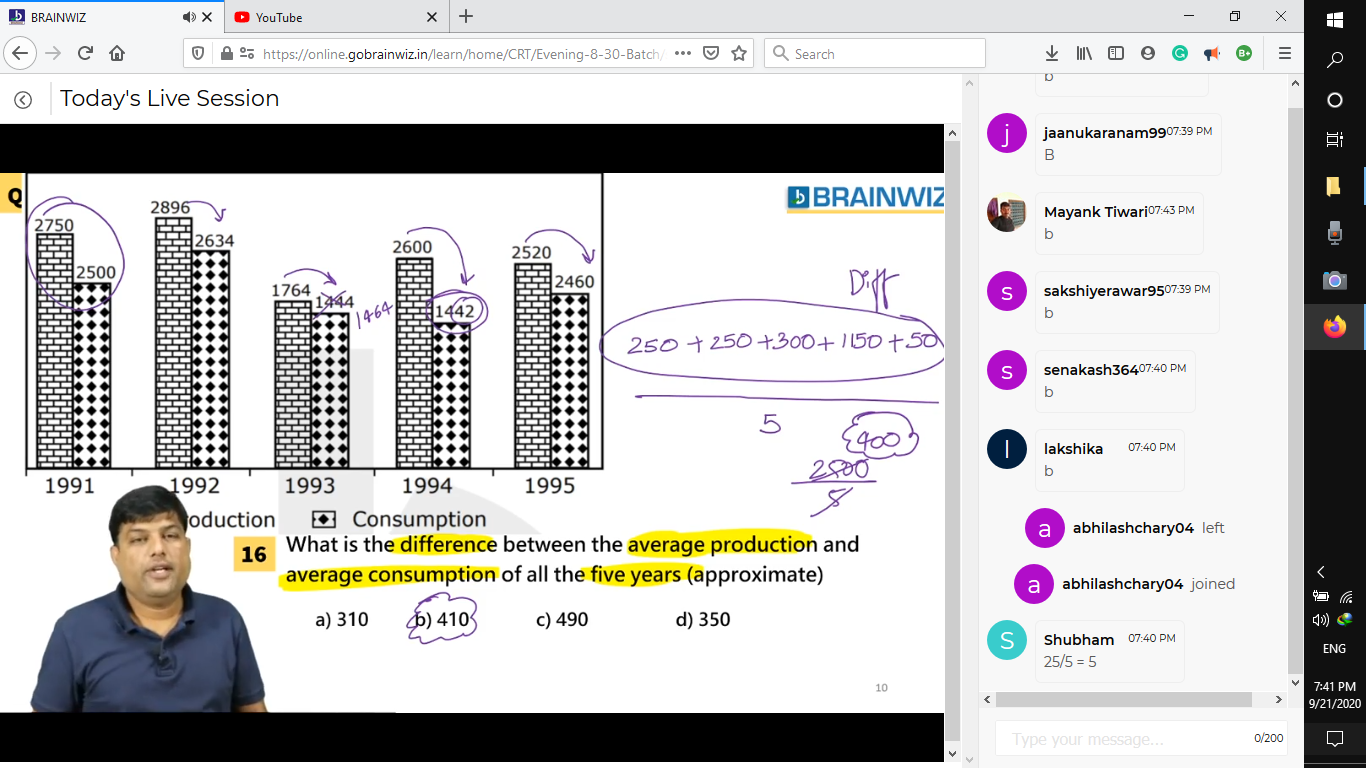 BRAINWIZ
YouTube
https://online.gobrainwiz.in/learn/home/CRT/Evening-8-30-Batch/
Search
B+
Today's Live Session
Q
BRAINWIZ
2750
2500
2896
2634
1764
1444
1464
2600
1442
2520
2460
1991 1992 1993 1994 1995
oduction Consumption
Diff
250 + 250 + 300 + 1150 + 50
5
400
2000
5
16 What is the difference between the average production and
average consumption of all the five years (approximate)
a) 310 b) 410 c) 490 d) 350
10
b
j
jaanukaranam99 07:39 PM
B
Mayank Tiwari 07:43 PM
b
s
sakshiyerawar95 07:39 PM
b
s
senakash364 07:40 PM
b
l
lakshika 07:40 PM
b
a
abhilashchary04 left
a
abhilashchary04 joined
S
Shubham 07:40 PM
25/5 = 5
Type your message...
0/200
ENG
7:41 PM
9/21/2020